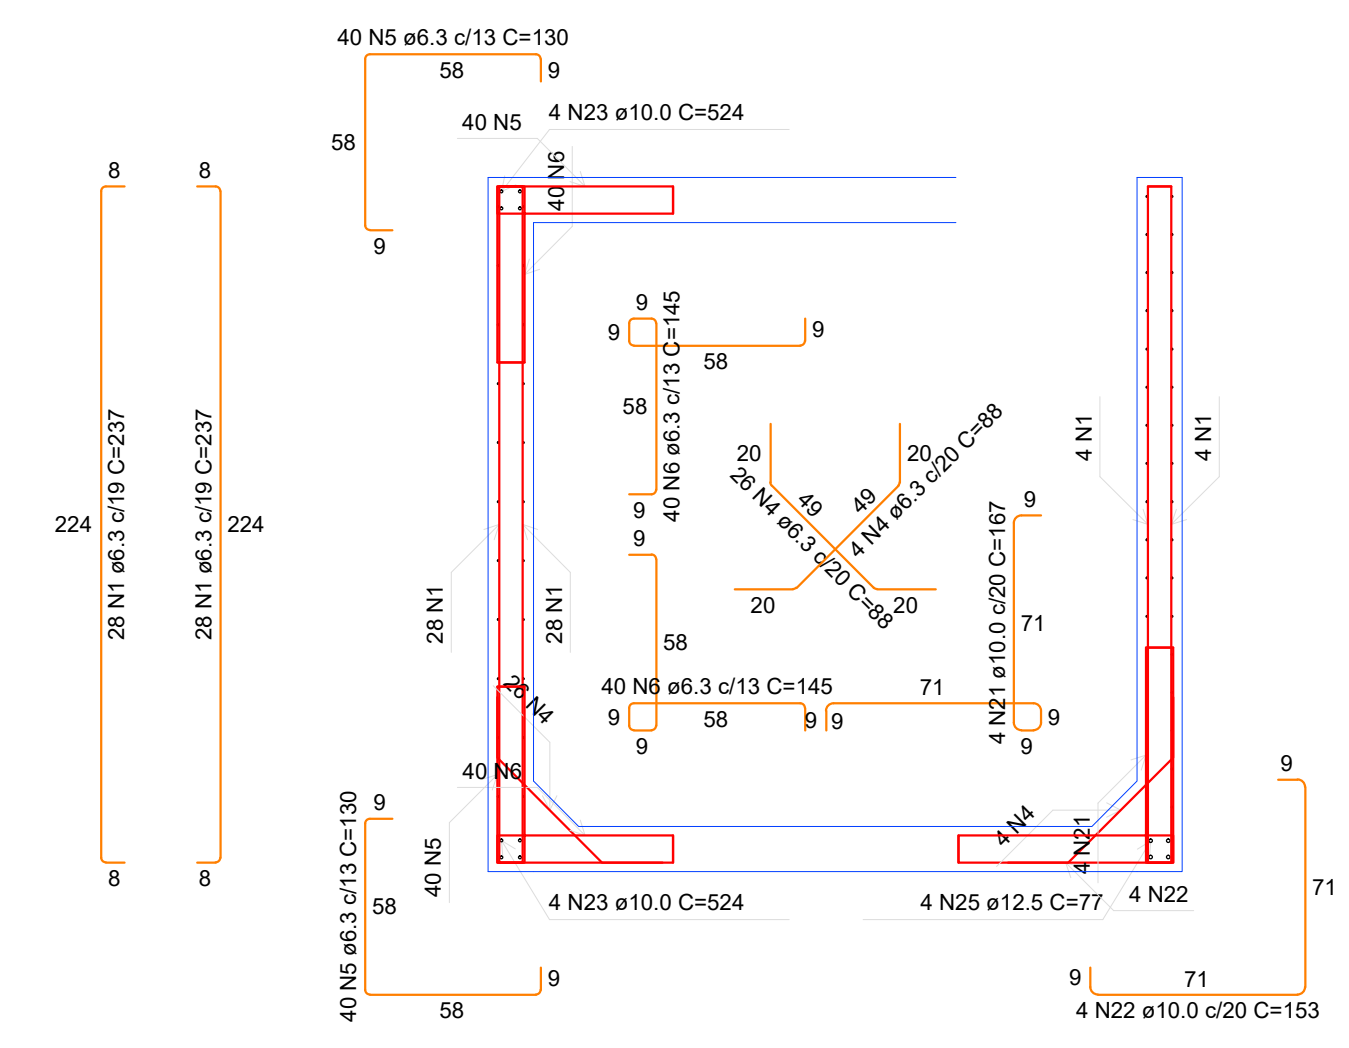 40 N5 ø6.3 c/13 C=130
58
9
58
9
40 N5
4 N23 ø10.0 C=524
40 N6
8
8
28 N1 ø6.3 c/19 C=237
28 N1 ø6.3 c/19 C=237
224
224
8
8
9
9
9
58
58
40 N6 ø6.3 c/13 C=145
9
20
20
49
49
26 N4 ø6.3 c/20 C=88
4 N4 ø6.3 c/20 C=88
20
20
4 N1
4 N1
9
4 N21 ø10.0 c/20 C=167
71
9
58
28 N1
28 N1
40 N6 ø6.3 c/13 C=145
71
9
58
9
9
9
9
9
26 N4
40 N6
40 N5
4 N4
4 N21
9
40 N5 ø6.3 c/13 C=130
58
9
58
4 N23 ø10.0 C=524
4 N25 ø12.5 C=77
4 N22
9
71
9
71
4 N22 ø10.0 c/20 C=153